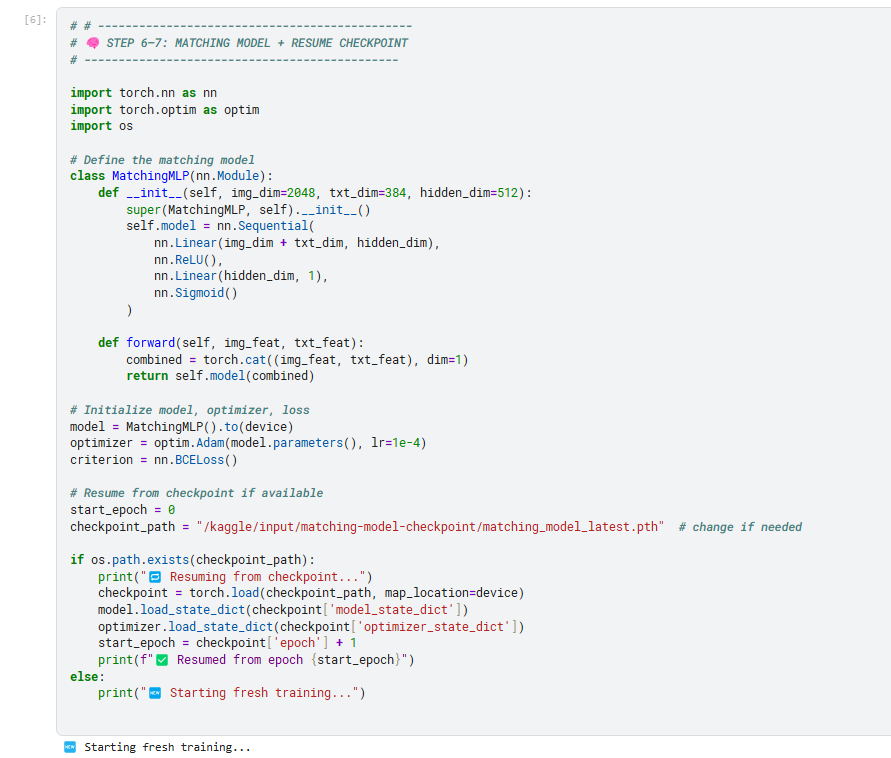 [6]:
# # ----------------------------------------------
# 🧠 STEP 6–7: MATCHING MODEL + RESUME CHECKPOINT
# ----------------------------------------------
import torch.nn as nn
import torch.optim as optim
import os
# Define the matching model
class MatchingMLP(nn.Module):
    def __init__(self, img_dim=2048, txt_dim=384, hidden_dim=512):
        super(MatchingMLP, self).__init__()
        self.model = nn.Sequential(
            nn.Linear(img_dim + txt_dim, hidden_dim),
            nn.ReLU(),
            nn.Linear(hidden_dim, 1),
            nn.Sigmoid()
        )
    def forward(self, img_feat, txt_feat):
        combined = torch.cat((img_feat, txt_feat), dim=1)
        return self.model(combined)
# Initialize model, optimizer, loss
model = MatchingMLP().to(device)
optimizer = optim.Adam(model.parameters(), lr=1e-4)
criterion = nn.BCELoss()
# Resume from checkpoint if available
start_epoch = 0
checkpoint_path = "/kaggle/input/matching-model-checkpoint/matching_model_latest.pth"  # change if needed
if os.path.exists(checkpoint_path):
    print("🔁 Resuming from checkpoint...")
    checkpoint = torch.load(checkpoint_path, map_location=device)
    model.load_state_dict(checkpoint['model_state_dict'])
    optimizer.load_state_dict(checkpoint['optimizer_state_dict'])
    start_epoch = checkpoint['epoch'] + 1
    print(f"✅ Resumed from epoch {start_epoch}")
else:
    print("🆕 Starting fresh training...")
🆕 Starting fresh training...